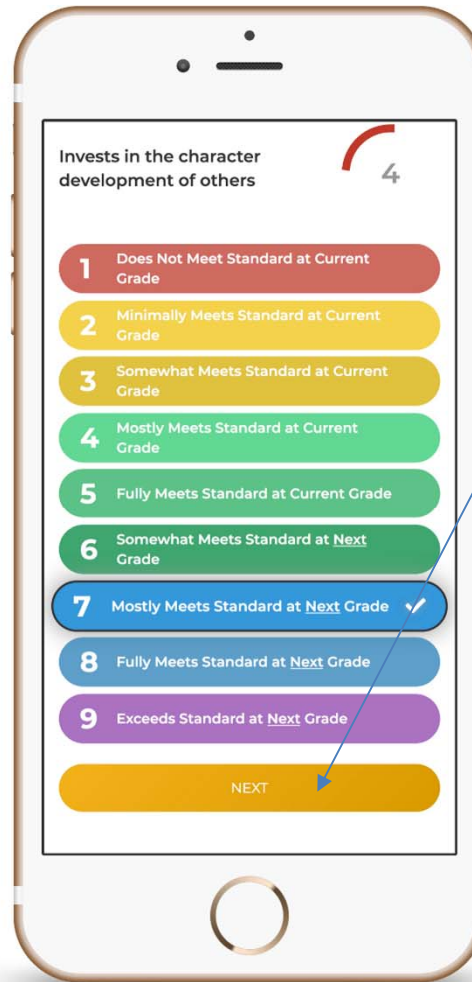 Invests in the character
development of others
4
1 Does Not Meet Standard at Current
Grade
2 Minimally Meets Standard at Current
Grade
3 Somewhat Meets Standard at Current
Grade
4 Mostly Meets Standard at Current
Grade
5 Fully Meets Standard at Current Grade
6 Somewhat Meets Standard at Next
Grade
7 Mostly Meets Standard at Next Grade
8 Fully Meets Standard at Next Grade
9 Exceeds Standard at Next Grade
NEXT